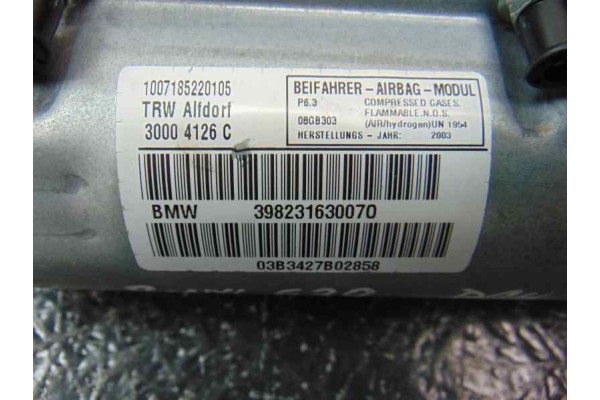 1007185220105
TRW Alfdorf
3000 4126 C
BEIFAHRER - AIRBAG - MODUL
P6.3 COMPRESSED GASES,
FLAMMABLE,N.O.S.
08GB303 (AIR/hydrogen)UN 1954
HERSTELLUNGS - JAHR: 2003
BMW 398231630070
03B3427B02858